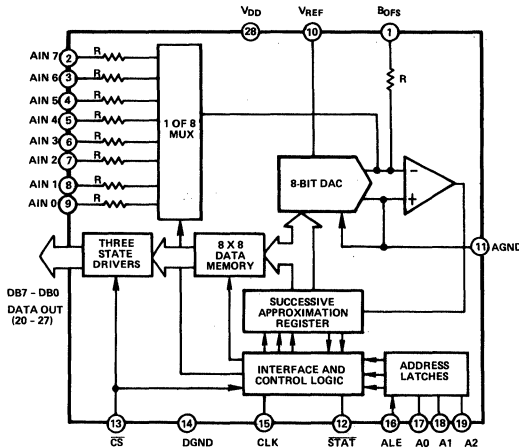 VDD VREF BOFS
28 10 1
AIN 7 2 R
AIN 6 3 R
AIN 5 4 R
AIN 4 5 R
AIN 3 6 R
AIN 2 7 R
AIN 1 8 R
AIN 0 9 R
1 OF 8
MUX
R
8-BIT DAC
−
+
11 AGND
THREE
STATE
DRIVERS
8 X 8
DATA
MEMORY
DB7 – DB0
DATA OUT
(20 – 27)
SUCCESSIVE
APPROXIMATION
REGISTER
INTERFACE AND
CONTROL LOGIC
ADDRESS
LATCHES
13 14 15 12 16 17 18 19
CS DGND CLK STAT ALE A0 A1 A2